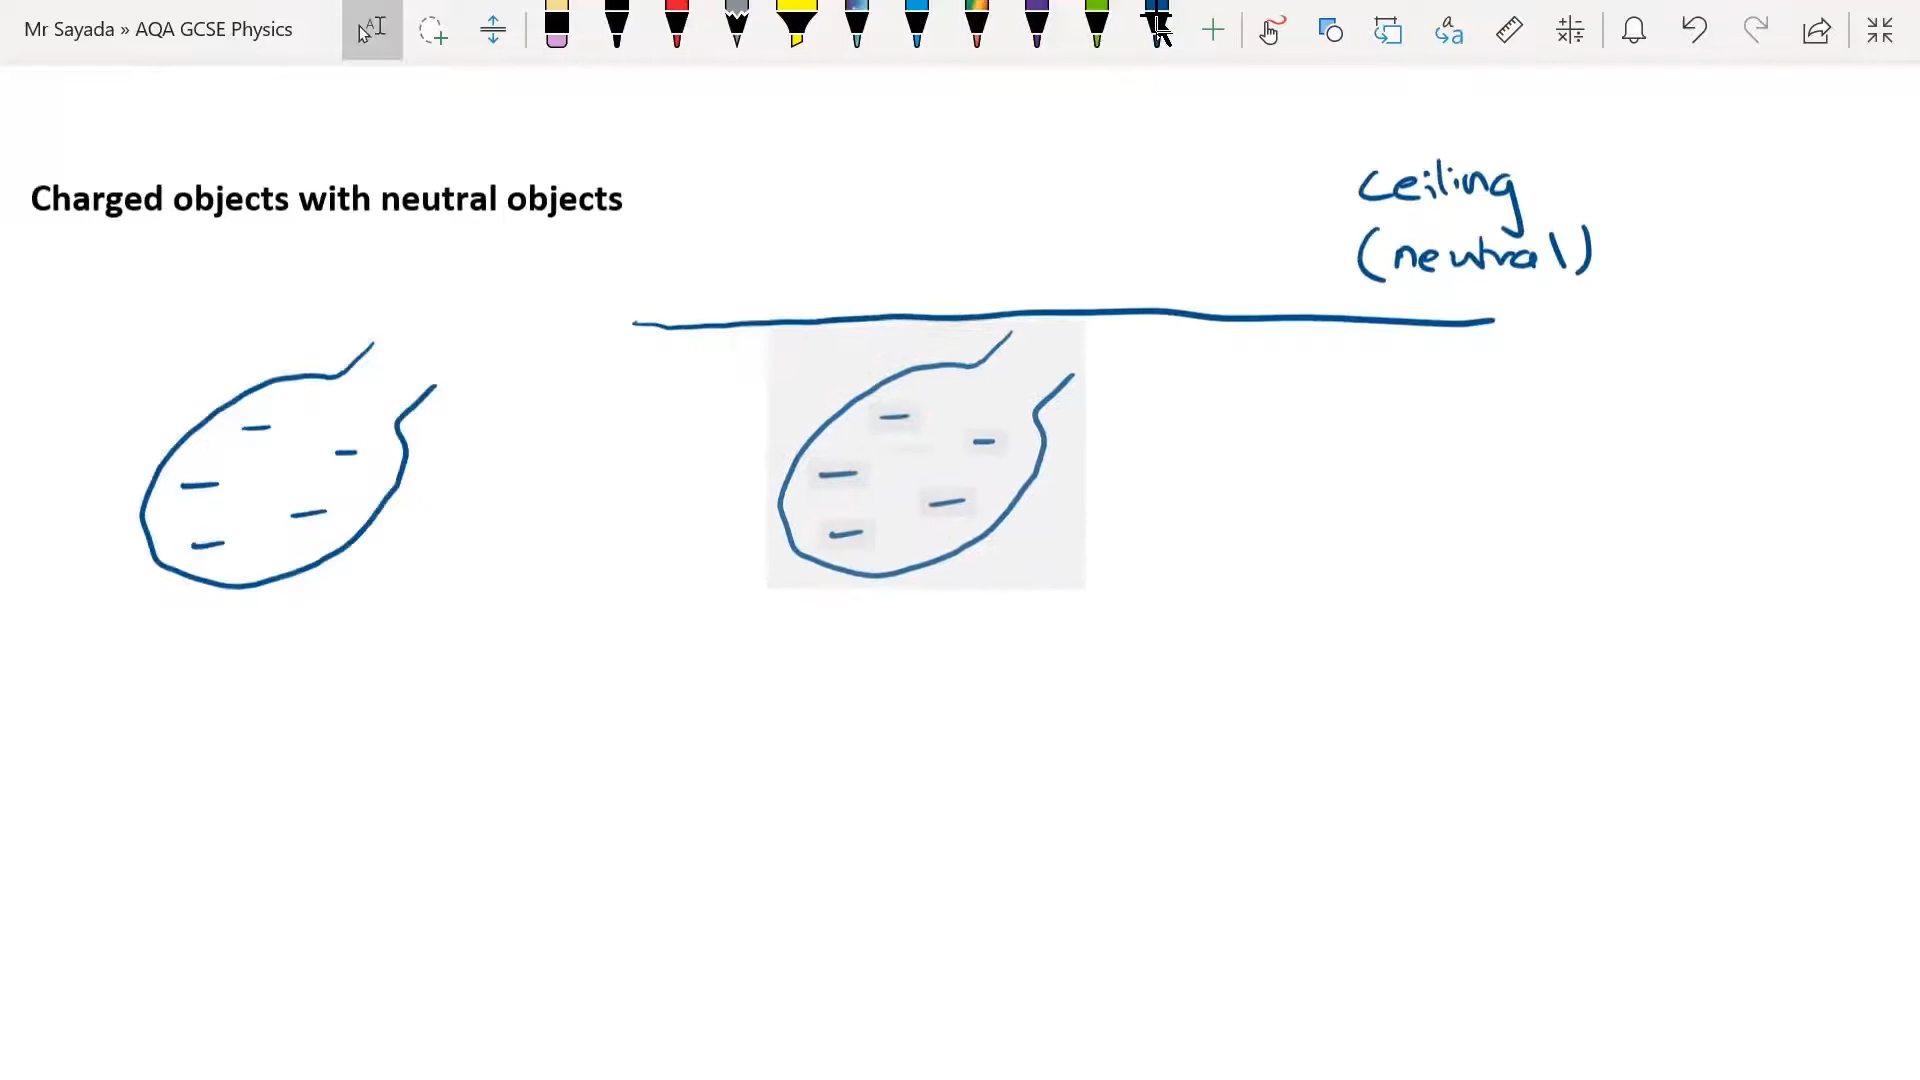 Mr Sayada » AQA GCSE Physics
Charged objects with neutral objects
ceiling
(neutral)